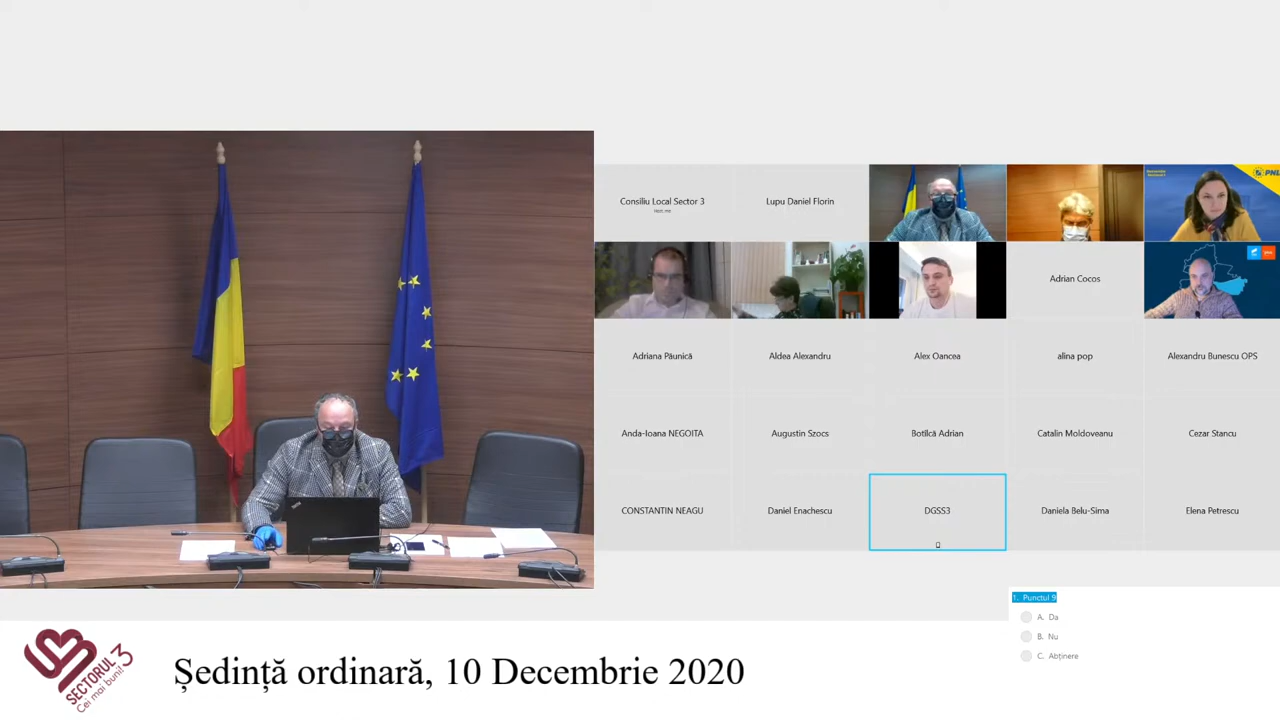 Consiliu Local Sector 3
Lupu Daniel Florin
PNL
Adrian Cocos
Adriana Păunică
Aldea Alexandru
Alex Oancea
alina pop
Alexandru Bunescu OPS
Anda-Ioana NEGOITA
Augustin Szocs
Botîlcă Adrian
Catalin Moldoveanu
Cezar Stancu
CONSTANTIN NEAGU
Daniel Enachescu
DGSS3
Daniela Belu-Sima
Elena Petrescu
1. Punctul 9
A. Da
B. Nu
C. Abținere
SECTORUL 3
Cei mai buni!
Ședință ordinară, 10 Decembrie 2020